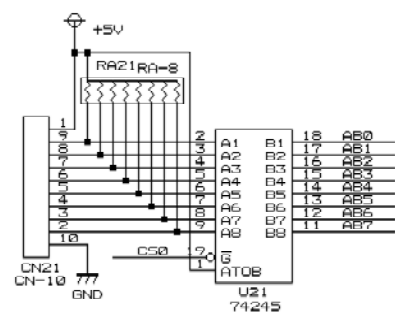 +5V
RA21 RA-8
1
9
8
7
6
5
4
3
2
10
2 A1 B1 18 AB0
3 A2 B2 17 AB1
4 A3 B3 16 AB2
5 A4 B4 15 AB3
6 A5 B5 14 AB4
7 A6 B6 13 AB5
8 A7 B7 12 AB6
9 A8 B8 11 AB7
CS0 19 G
1 ATOB
CN21
CN-10
GND
U21
74245